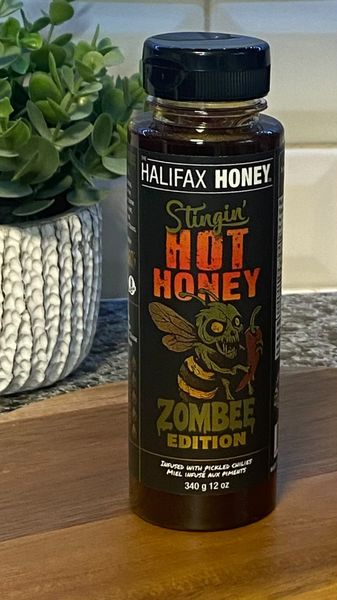 THE
HALIFAX HONEY
Stingin'
HOT
HONEY
ZOMBEE
EDITION
INFUSED WITH PICKLED CHILIES
MIEL INFUSÉ AUX PIMENTS
340 g 12 oz